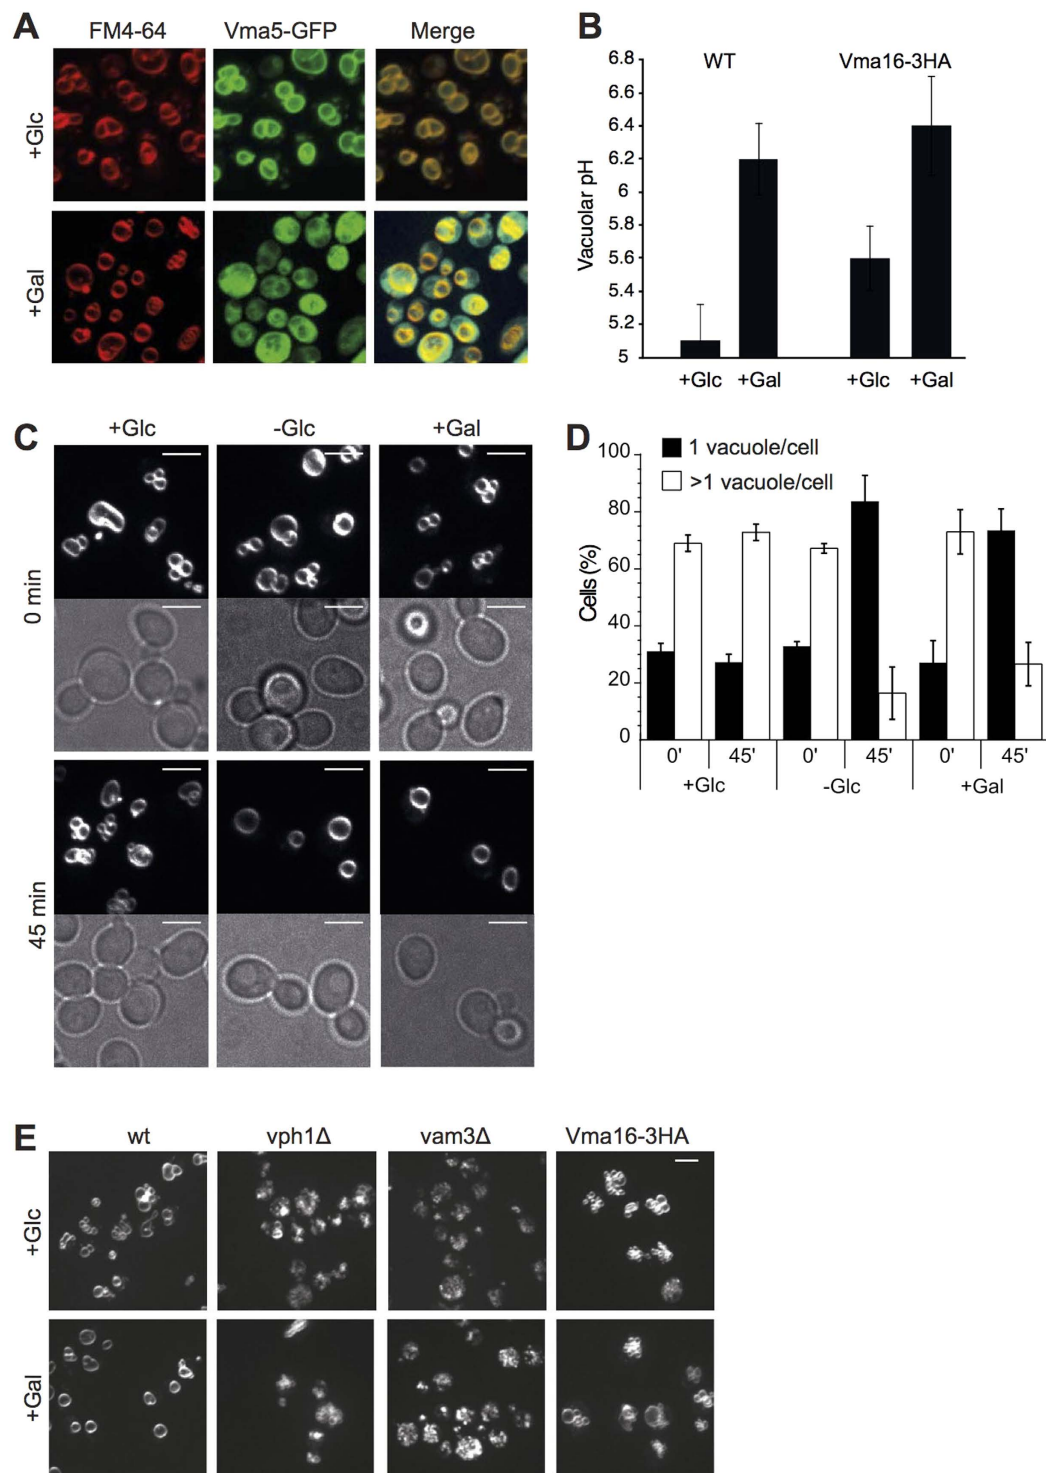 A
FM4-64 Vma5-GFP Merge
+Glc
+Gal
B
WT Vma16-3HA
Vacuolar pH
6.8
6.6
6.4
6.2
6
5.8
5.6
5.4
5.2
5
+Glc +Gal +Glc +Gal
C
+Glc -Glc +Gal
0 min
45 min
D
1 vacuole/cell
>1 vacuole/cell
Cells (%)
100
80
60
40
20
0
0' 45' 0' 45' 0' 45'
+Glc -Glc +Gal
E
wt vph1Δ vam3Δ Vma16-3HA
+Glc
+Gal